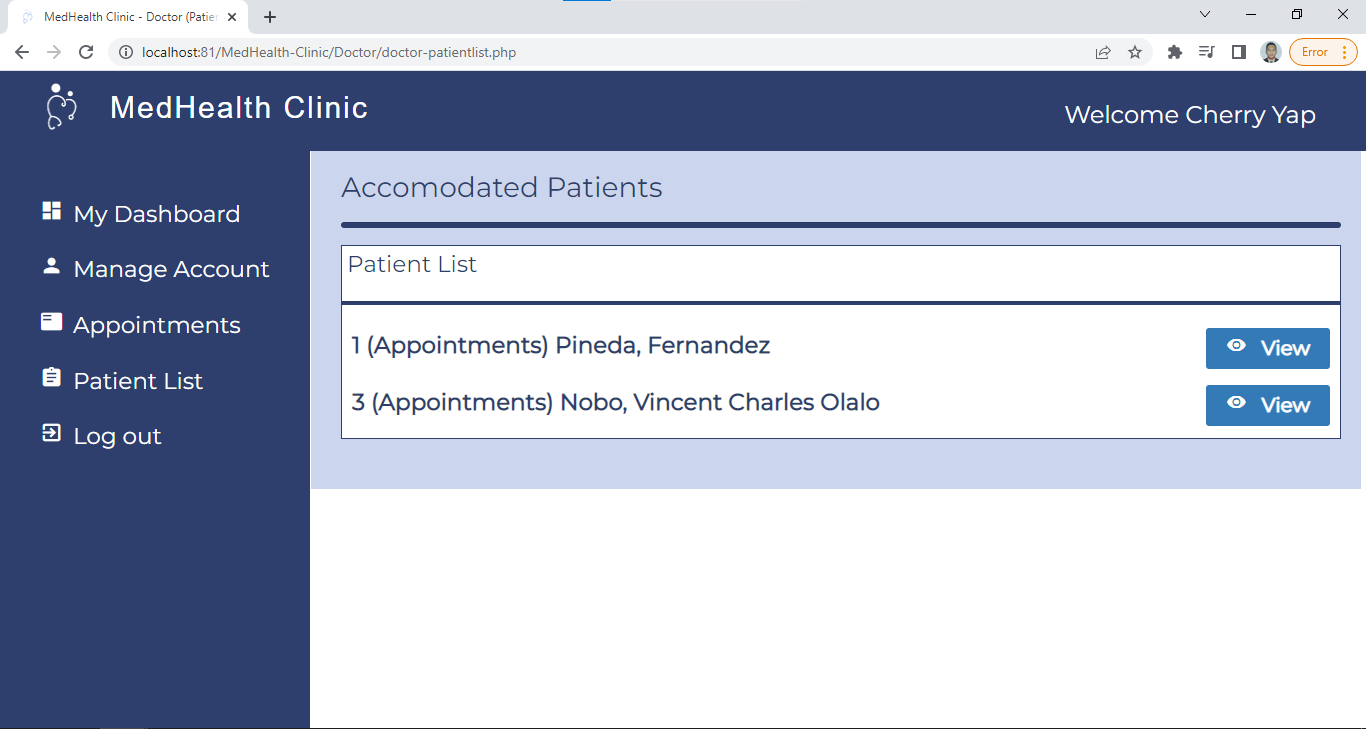 MedHealth Clinic - Doctor (Patie
localhost:81/MedHealth-Clinic/Doctor/doctor-patientlist.php
Error
MedHealth Clinic
Welcome Cherry Yap
My Dashboard
Manage Account
Appointments
Patient List
Log out
Accomodated Patients
Patient List
1 (Appointments) Pineda, Fernandez
View
3 (Appointments) Nobo, Vincent Charles Olalo
View